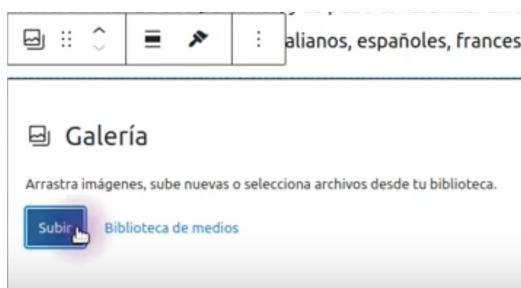 alianos, españoles, frances
Galería
Arrastra imágenes, sube nuevas o selecciona archivos desde tu biblioteca.
Subir Biblioteca de medios